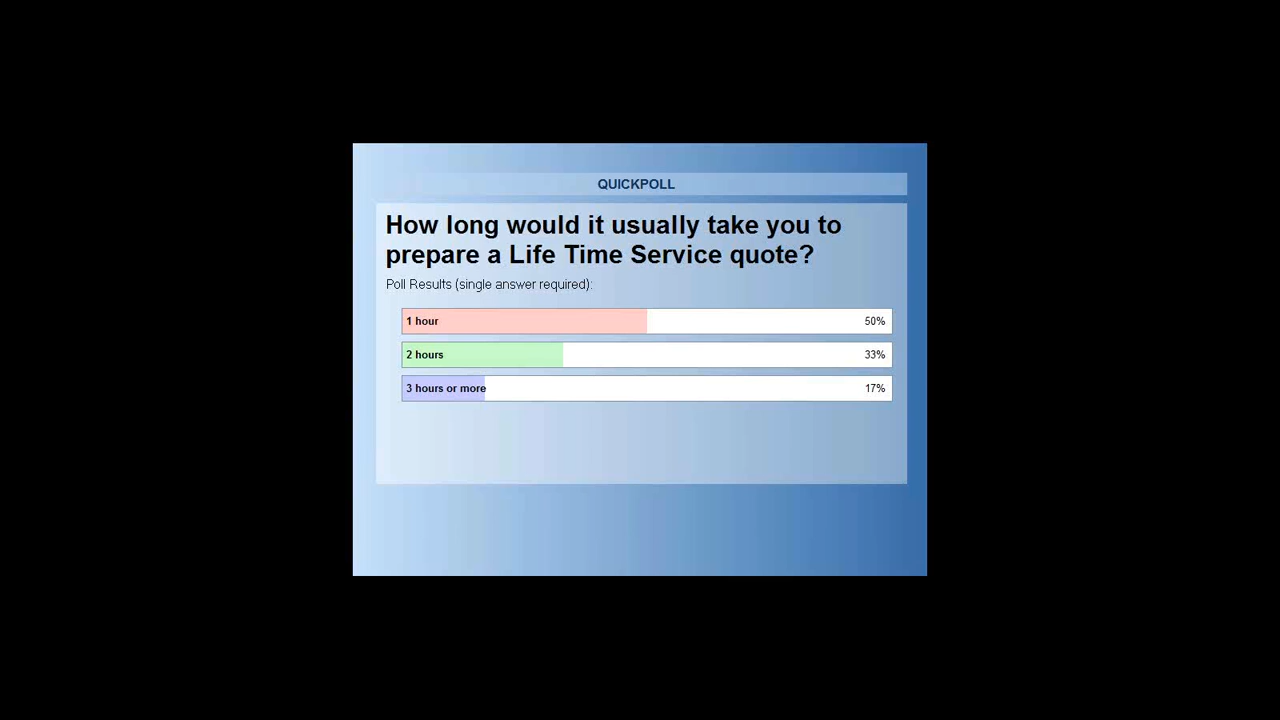 QUICKPOLL
How long would it usually take you to
prepare a Life Time Service quote?
Poll Results (single answer required):
1 hour 50%
2 hours 33%
3 hours or more 17%